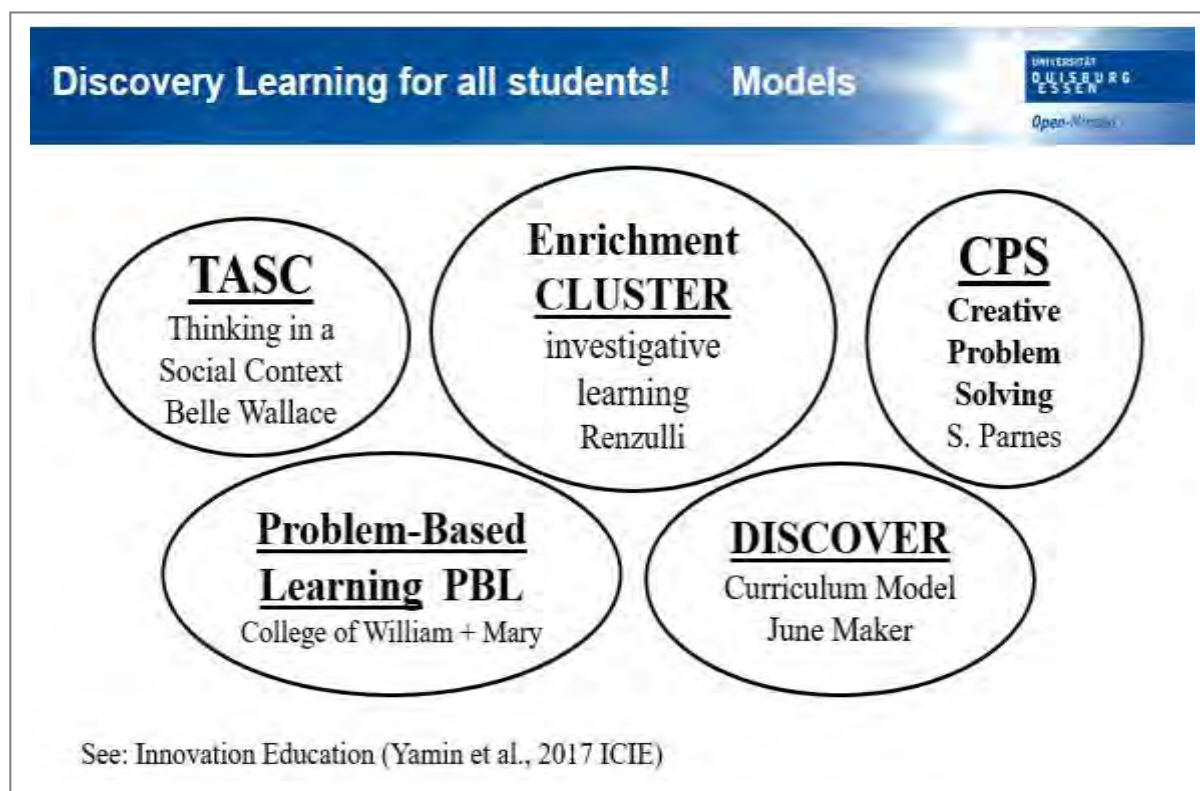 Discovery Learning for all students! Models
UNIVERSITÄT
DUISBURG
ESSEN
TASC
Thinking in a
Social Context
Belle Wallace
Enrichment
CLUSTER
investigative
learning
Renzulli
CPS
Creative
Problem
Solving
S. Parnes
Problem-Based
Learning PBL
College of William + Mary
DISCOVER
Curriculum Model
June Maker
See: Innovation Education (Yamin et al., 2017 ICIE)